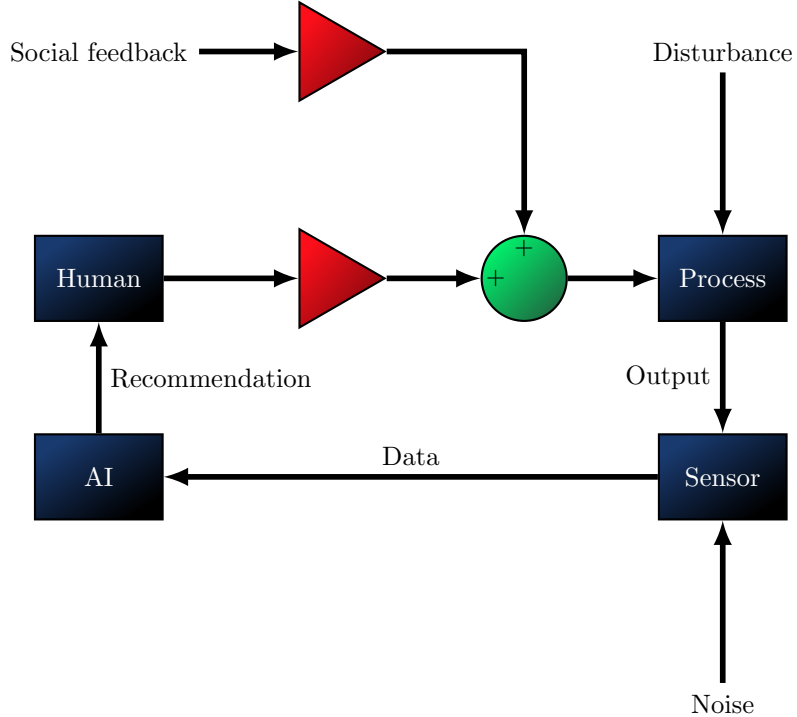 Social feedback
Disturbance
+
Human
+
Process
Recommendation
Output
Data
AI
Sensor
Noise